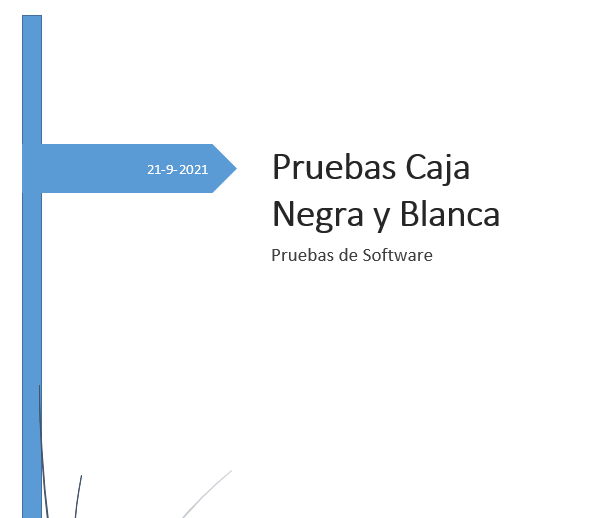 21-9-2021
Pruebas Caja
Negra y Blanca
Pruebas de Software